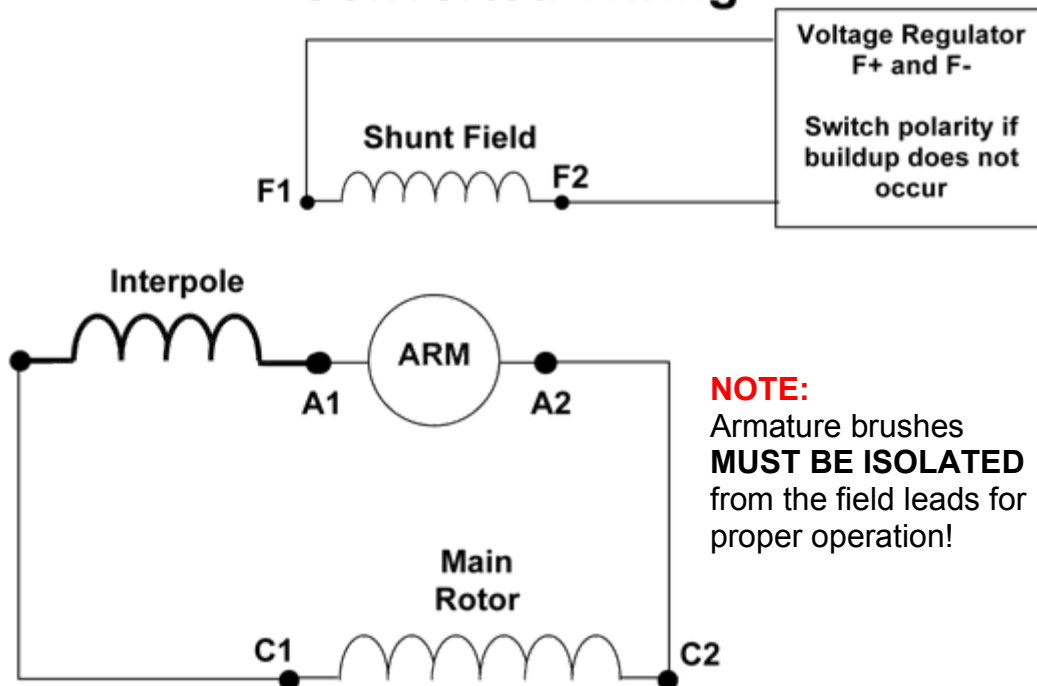 Voltage Regulator
F+ and F-
Switch polarity if
buildup does not
occur
Shunt Field
F1
F2
Interpole
ARM
A1
A2
NOTE:
Armature brushes
MUST BE ISOLATED
from the field leads for
proper operation!
Main
Rotor
C1
C2